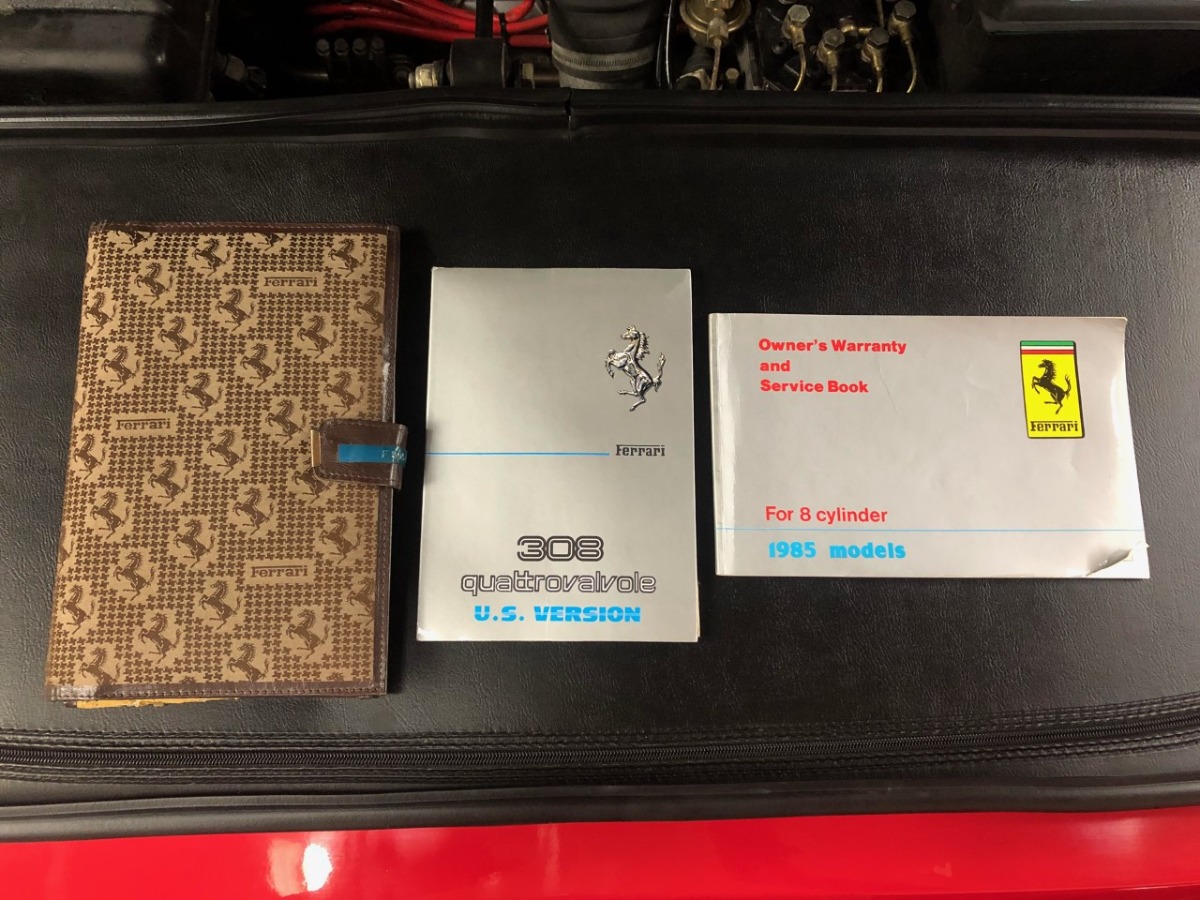 Ferrari
Ferrari
Ferrari
Ferrari
308
quattrovalvole
U.S. VERSION
Owner's Warranty
and
Service Book
Ferrari
For 8 cylinder
1985 models